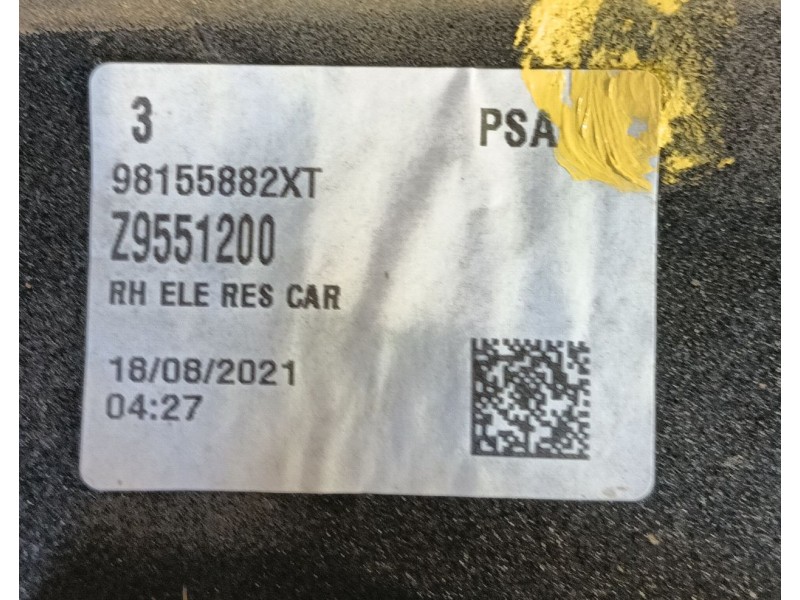 3 PSA
98155882XT
Z9551200
RH ELE RES CAR
18/08/2021
04:27